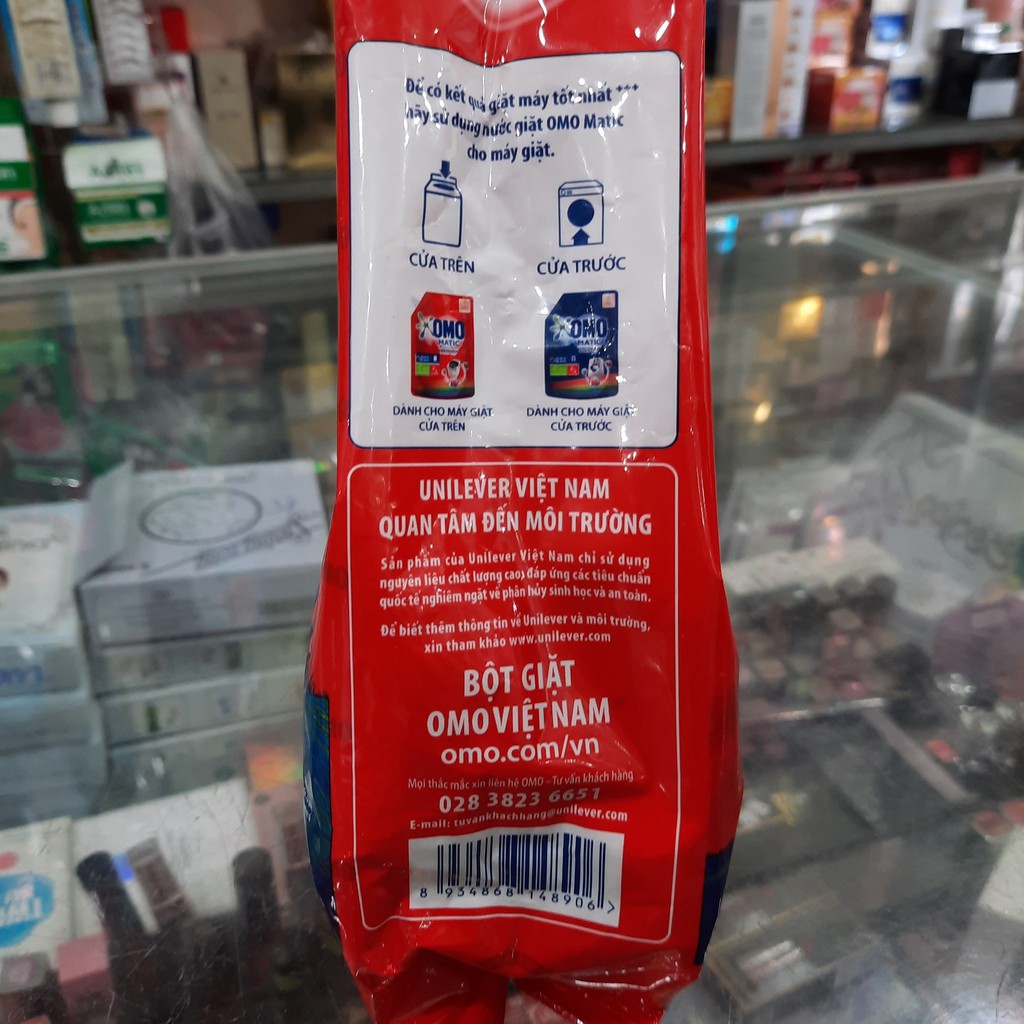 Để có kết quả giặt máy tốt nhất ***
hãy sử dụng nước giặt OMO Matic
cho máy giặt.
CỬA TRÊN
CỬA TRƯỚC
OMO
MATIC
OMO
MATIC
DÀNH CHO MÁY GIẶT
CỬA TRÊN
DÀNH CHO MÁY GIẶT
CỬA TRƯỚC
UNILEVER VIỆT NAM
QUAN TÂM ĐẾN MÔI TRƯỜNG
Sản phẩm của Unilever Việt Nam chỉ sử dụng
nguyên liệu chất lượng cao, đáp ứng các tiêu chuẩn
quốc tế nghiêm ngặt về phân hủy sinh học và an toàn.
Để biết thêm thông tin về Unilever và môi trường,
xin tham khảo www.unilever.com
BỘT GIẶT
OMO VIỆT NAM
omo.com/vn
Mọi thắc mắc xin liên hệ OMO - Tư vấn khách hàng
028 3823 6651
E-mail: tuvankhachhang@unilever.com
8 934868 148906 >